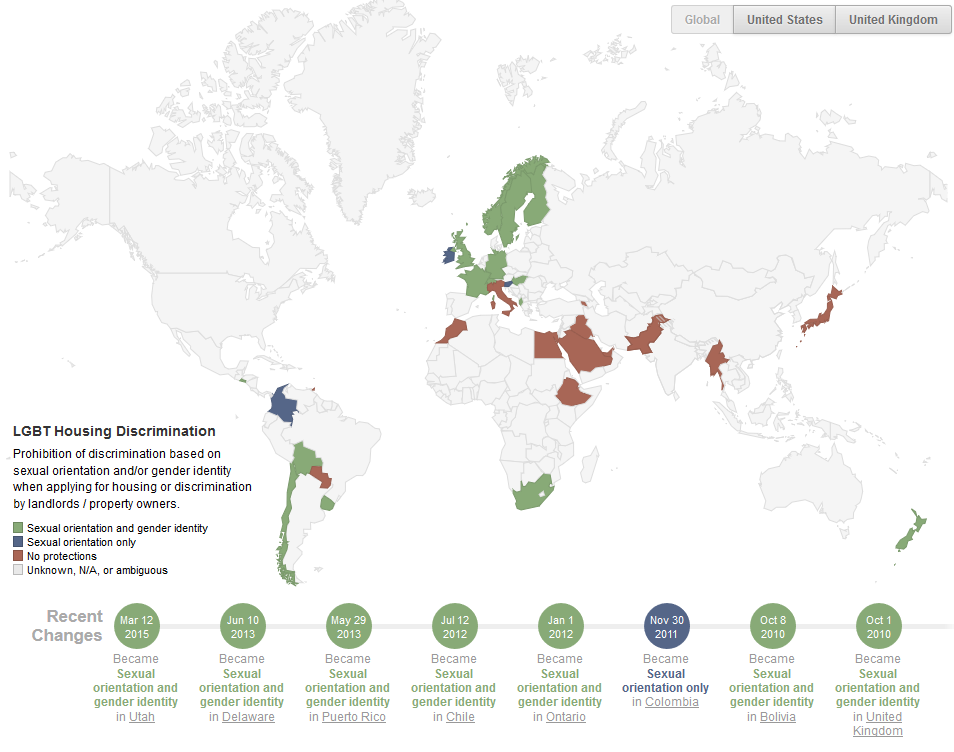 Global United States United Kingdom
LGBT Housing Discrimination
Prohibition of discrimination based on
sexual orientation and/or gender identity
when applying for housing or discrimination
by landlords / property owners.
Sexual orientation and gender identity
Sexual orientation only
No protections
Unknown, N/A, or ambiguous
Recent
Changes
Mar 12
2015
Became
Sexual
orientation and
gender identity
in Utah
Jun 10
2013
Became
Sexual
orientation and
gender identity
in Delaware
May 29
2013
Became
Sexual
orientation and
gender identity
in Puerto Rico
Jul 12
2012
Became
Sexual
orientation and
gender identity
in Chile
Jan 1
2012
Became
Sexual
orientation and
gender identity
in Ontario
Nov 30
2011
Became
Sexual
orientation only
in Colombia
Oct 8
2010
Became
Sexual
orientation and
gender identity
in Bolivia
Oct 1
2010
Became
Sexual
orientation and
gender identity
in United
Kingdom